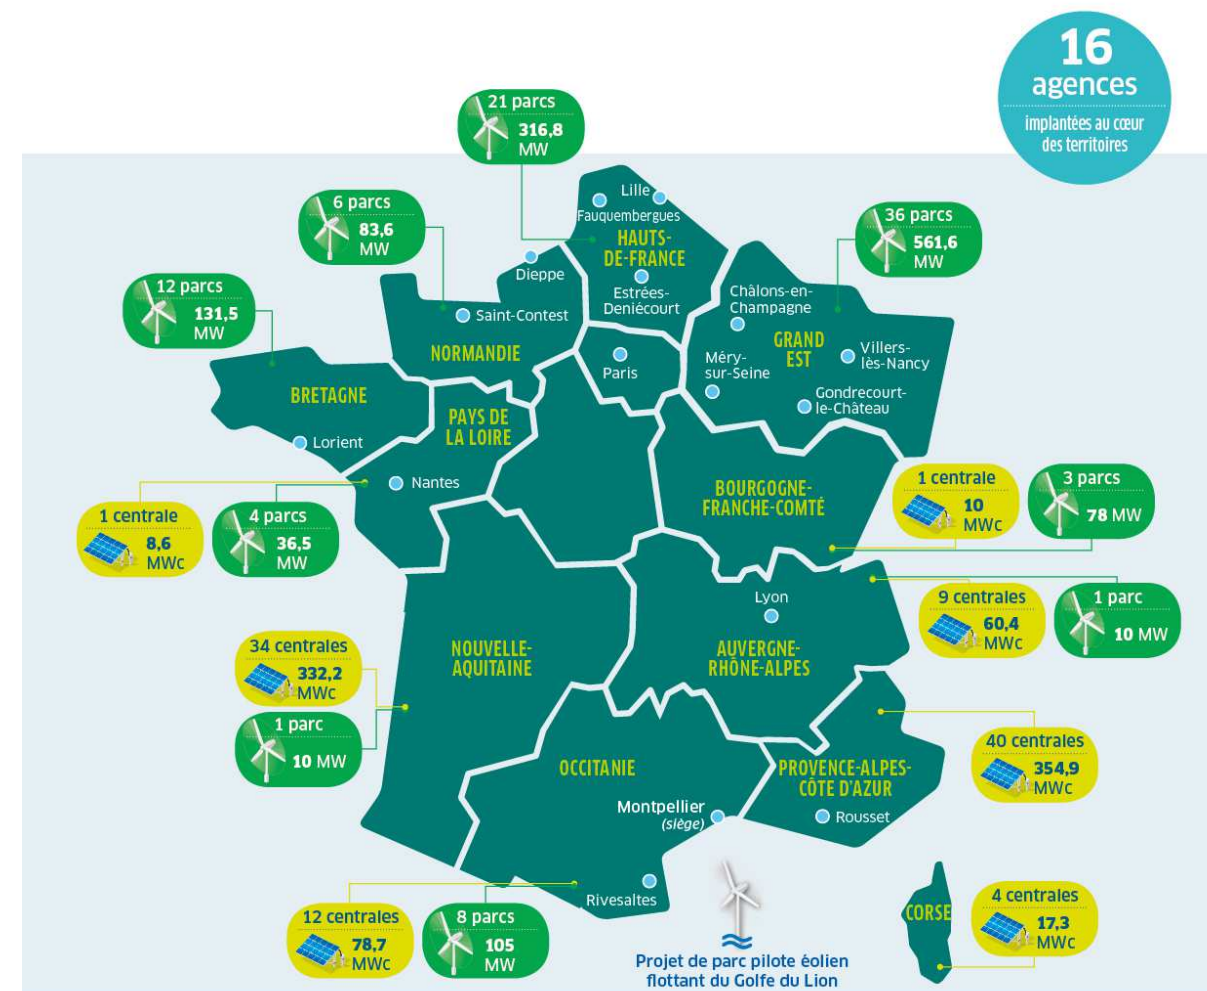 16
agences
implantées au cœur
des territoires
21 parcs
316,8
MW
6 parcs
83,6
MW
12 parcs
131,5
MW
36 parcs
561,6
MW
Lille
Fauquembergues
HAUTS-
DE-FRANCE
Estrées-
Deniécourt
Dieppe
Saint-Contest
NORMANDIE
Paris
Châlons-en-
Champagne
GRAND
EST
Méry-
sur-Seine
Villers-
lès-Nancy
Gondrecourt-
le-Château
BRETAGNE
Lorient
PAYS DE
LA LOIRE
Nantes
1 centrale
8,6
MWc
4 parcs
36,5
MW
BOURGOGNE-
FRANCHE-COMTÉ
1 centrale
10
MWc
3 parcs
78 MW
9 centrales
60,4
MWc
1 parc
10 MW
Lyon
AUVERGNE-
RHÔNE-ALPES
NOUVELLE-
AQUITAINE
34 centrales
332,2
MWc
1 parc
10 MW
OCCITANIE
Montpellier
(siège)
Rivesaltes
PROVENCE-ALPES-
CÔTE D'AZUR
Rousset
40 centrales
354,9
MWc
12 centrales
78,7
MWc
8 parcs
105
MW
Projet de parc pilote éolien
flottant du Golfe du Lion
CORSE
4 centrales
17,3
MWc